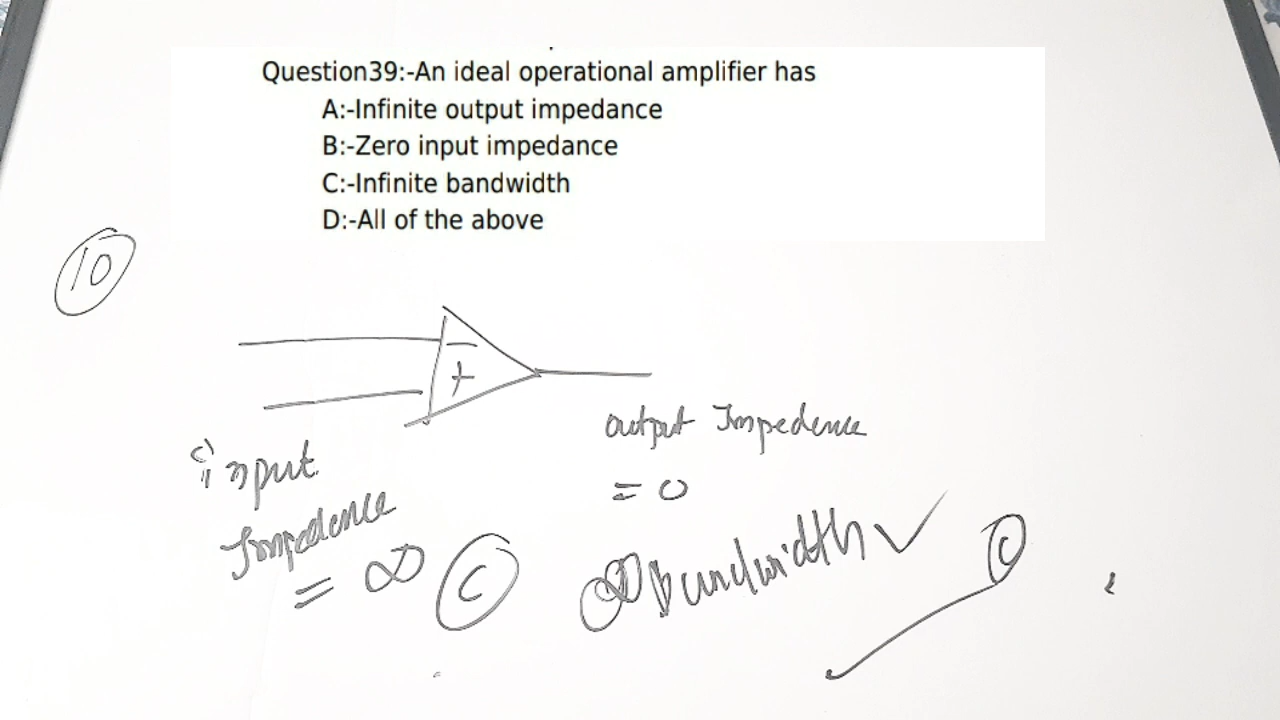 Question39:-An ideal operational amplifier has
A:-Infinite output impedance
B:-Zero input impedance
C:-Infinite bandwidth
D:-All of the above
10
−
+
input
Impedence
= ∞
output Impedence
= 0
C
∞ bandwidth ✓
C